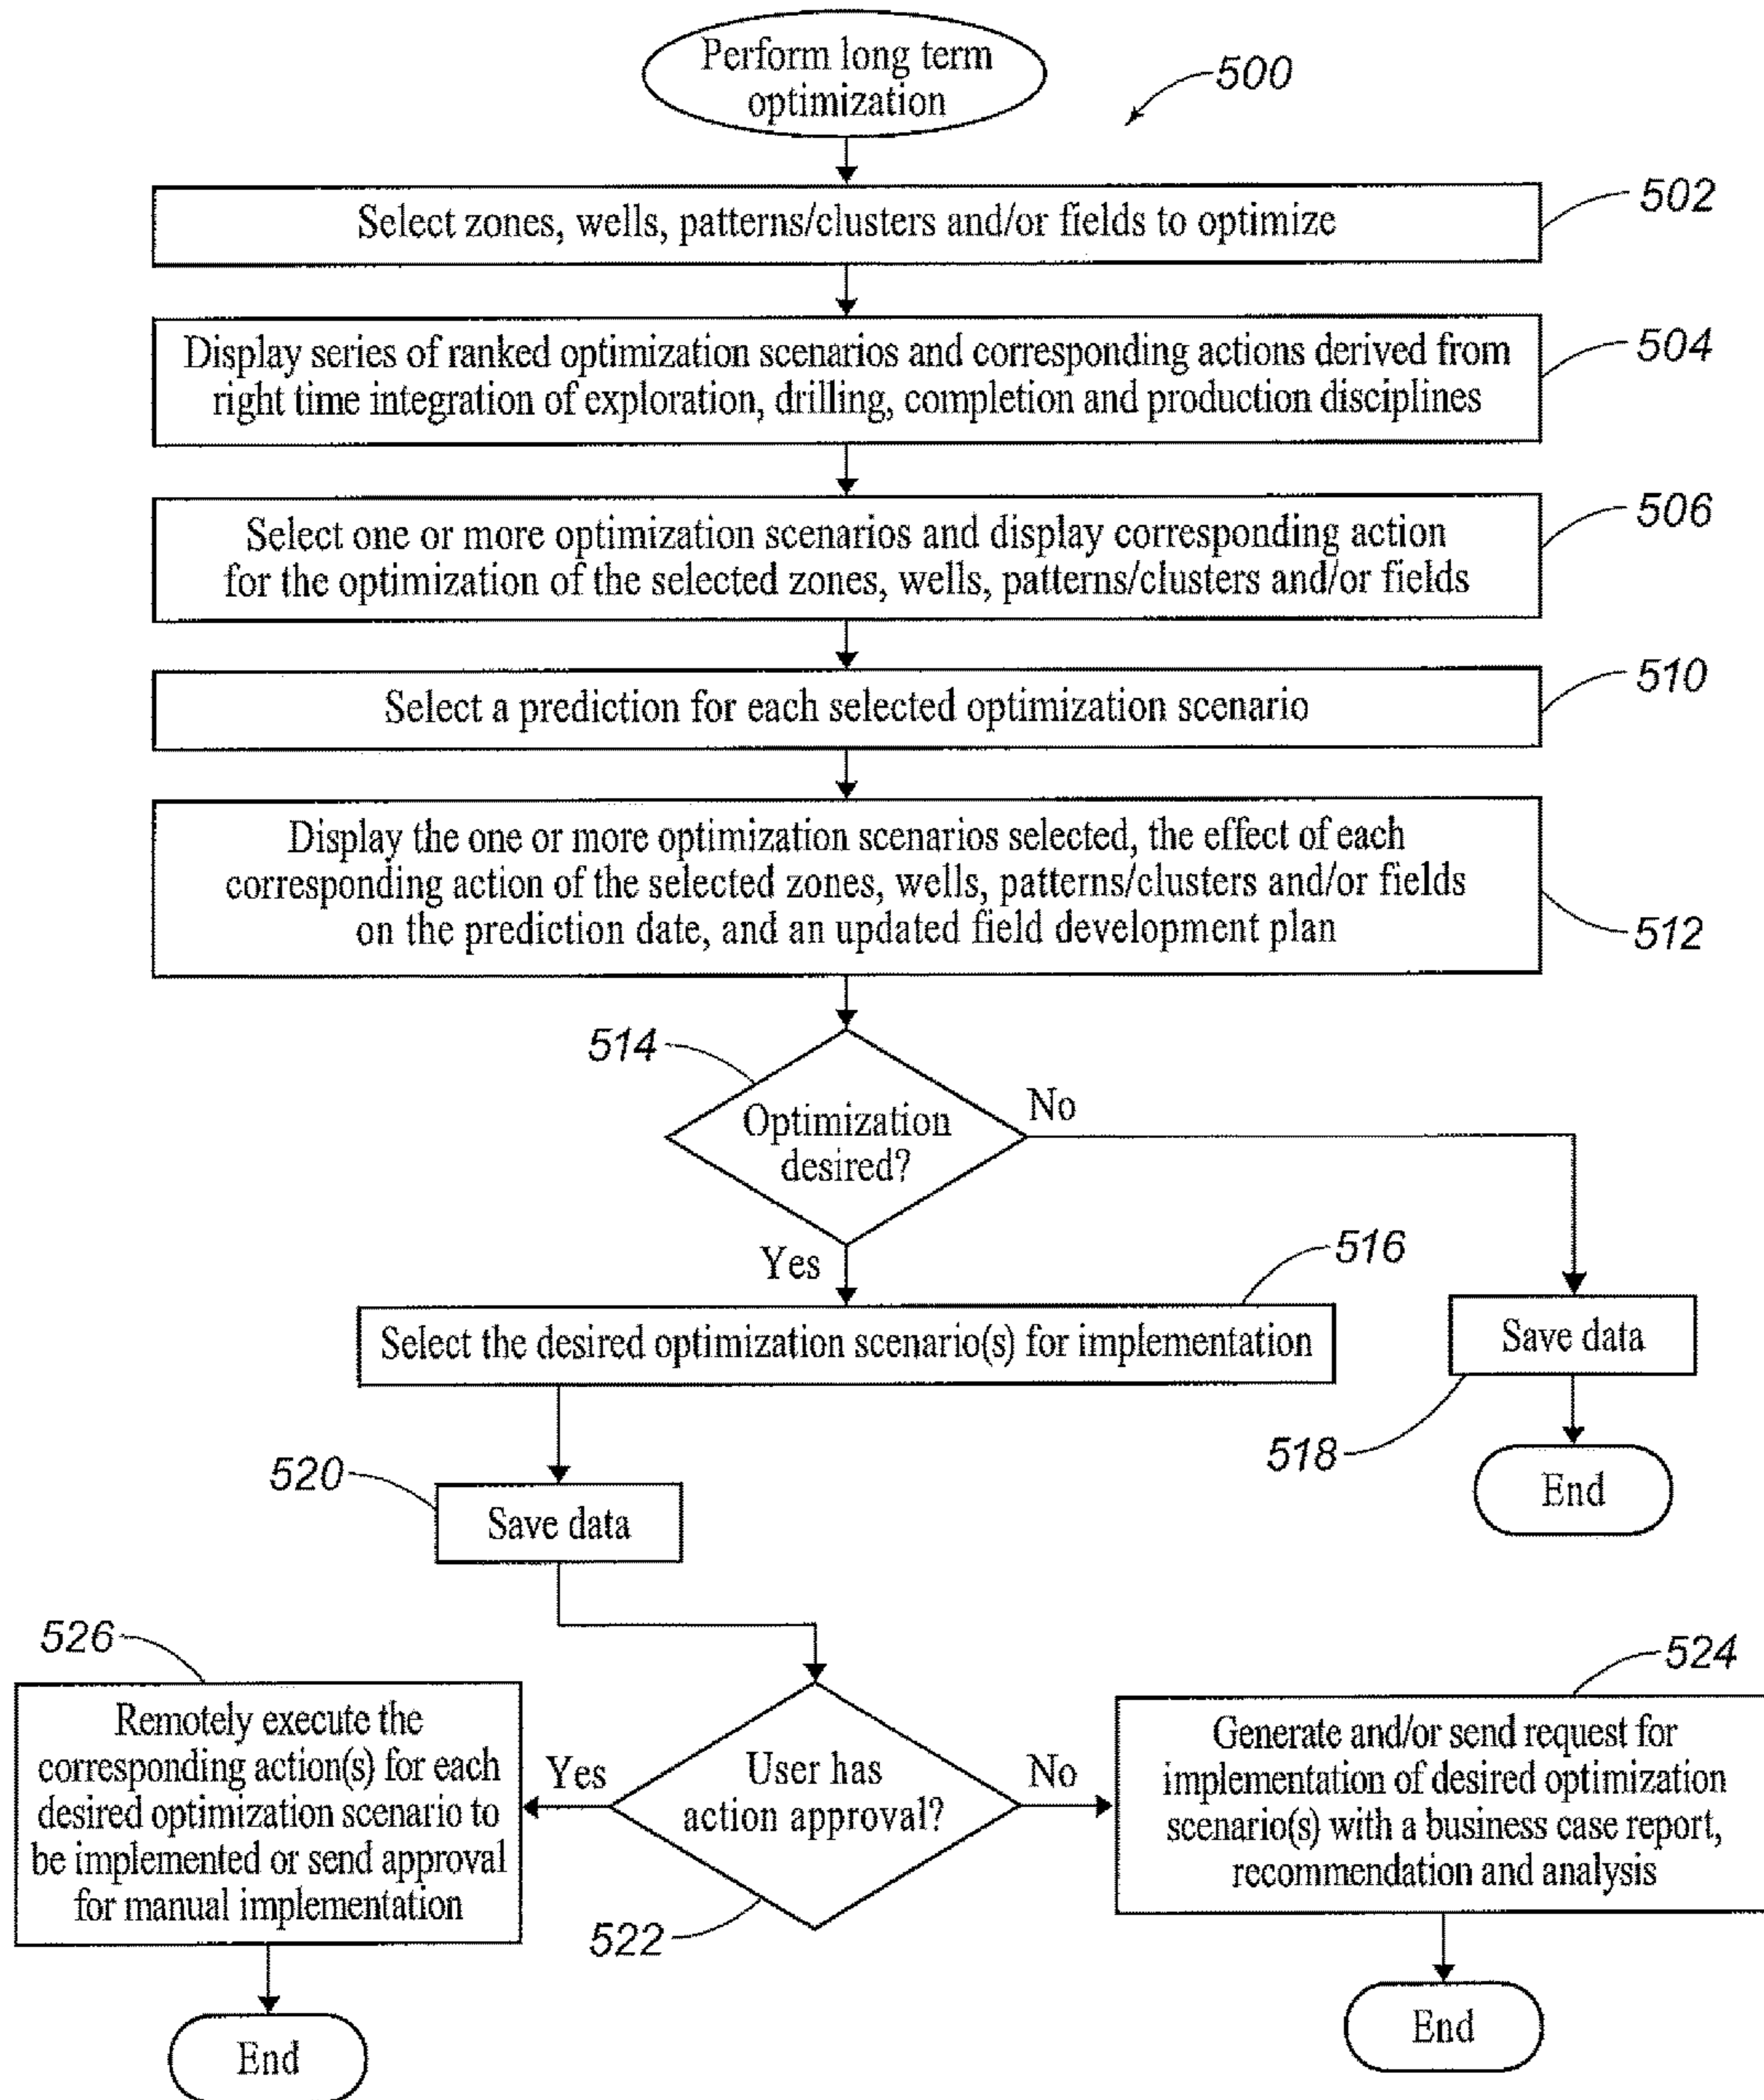 Perform long term
optimization
500
Select zones, wells, patterns/clusters and/or fields to optimize
502
Display series of ranked optimization scenarios and corresponding actions derived from
right time integration of exploration, drilling, completion and production disciplines
504
Select one or more optimization scenarios and display corresponding action
for the optimization of the selected zones, wells, patterns/clusters and/or fields
506
Select a prediction for each selected optimization scenario
510
Display the one or more optimization scenarios selected, the effect of each
corresponding action of the selected zones, wells, patterns/clusters and/or fields
on the prediction date, and an updated field development plan
512
514
Optimization
desired?
No
Yes
516
Select the desired optimization scenario(s) for implementation
Save data
518
End
520
Save data
526
Remotely execute the
corresponding action(s) for each
desired optimization scenario to
be implemented or send approval
for manual implementation
Yes
User has
action approval?
No
522
524
Generate and/or send request for
implementation of desired optimization
scenario(s) with a business case report,
recommendation and analysis
End
End